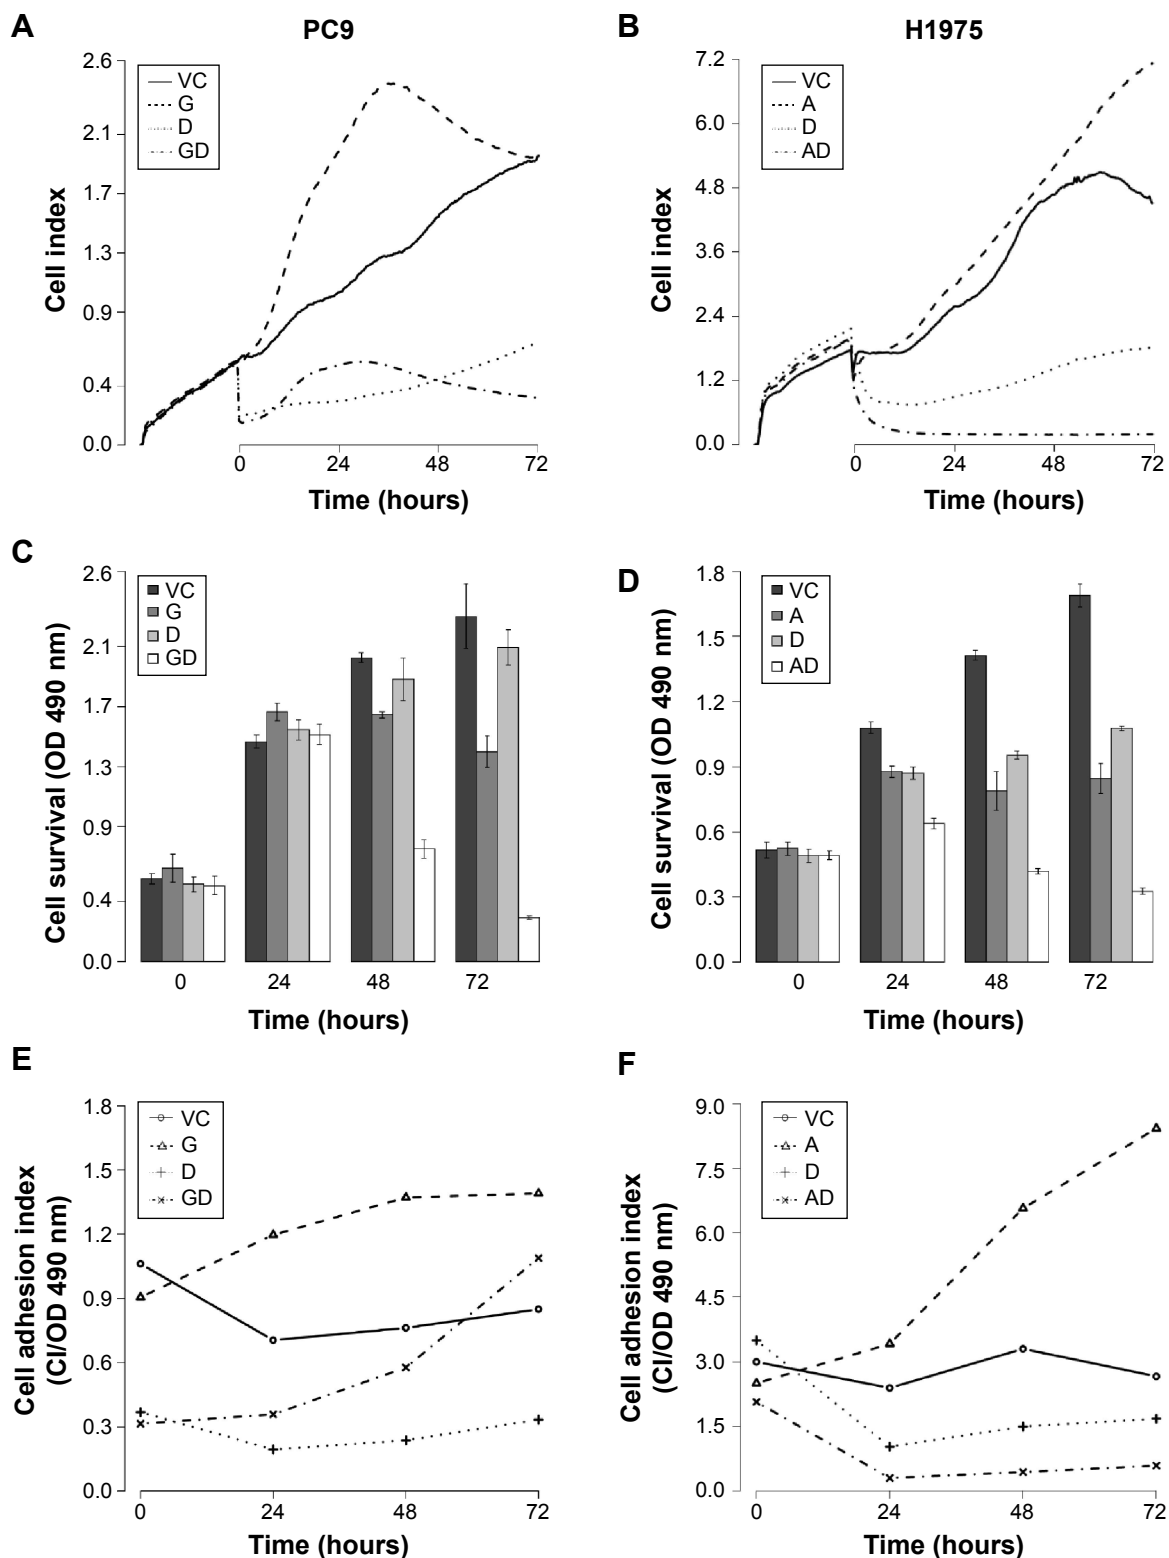 A
PC9
2.6
2.1
1.7
1.3
0.9
0.4
0.0
VC
G
D
GD
Cell index
0
24
48
72
Time (hours)
B
H1975
7.2
6.0
4.8
3.6
2.4
1.2
0.0
VC
A
D
AD
Cell index
0
24
48
72
Time (hours)
C
2.6
2.1
1.7
1.3
0.9
0.4
0.0
VC
G
D
GD
Cell survival (OD 490 nm)
0
24
48
72
Time (hours)
D
1.8
1.5
1.2
0.9
0.6
0.3
0.0
VC
A
D
AD
Cell survival (OD 490 nm)
0
24
48
72
Time (hours)
E
1.8
1.5
1.2
0.9
0.6
0.3
0.0
VC
G
D
GD
Cell adhesion index
(CI/OD 490 nm)
0
24
48
72
Time (hours)
F
9.0
7.5
6.0
4.5
3.0
1.5
0.0
VC
A
D
AD
Cell adhesion index
(CI/OD 490 nm)
0
24
48
72
Time (hours)